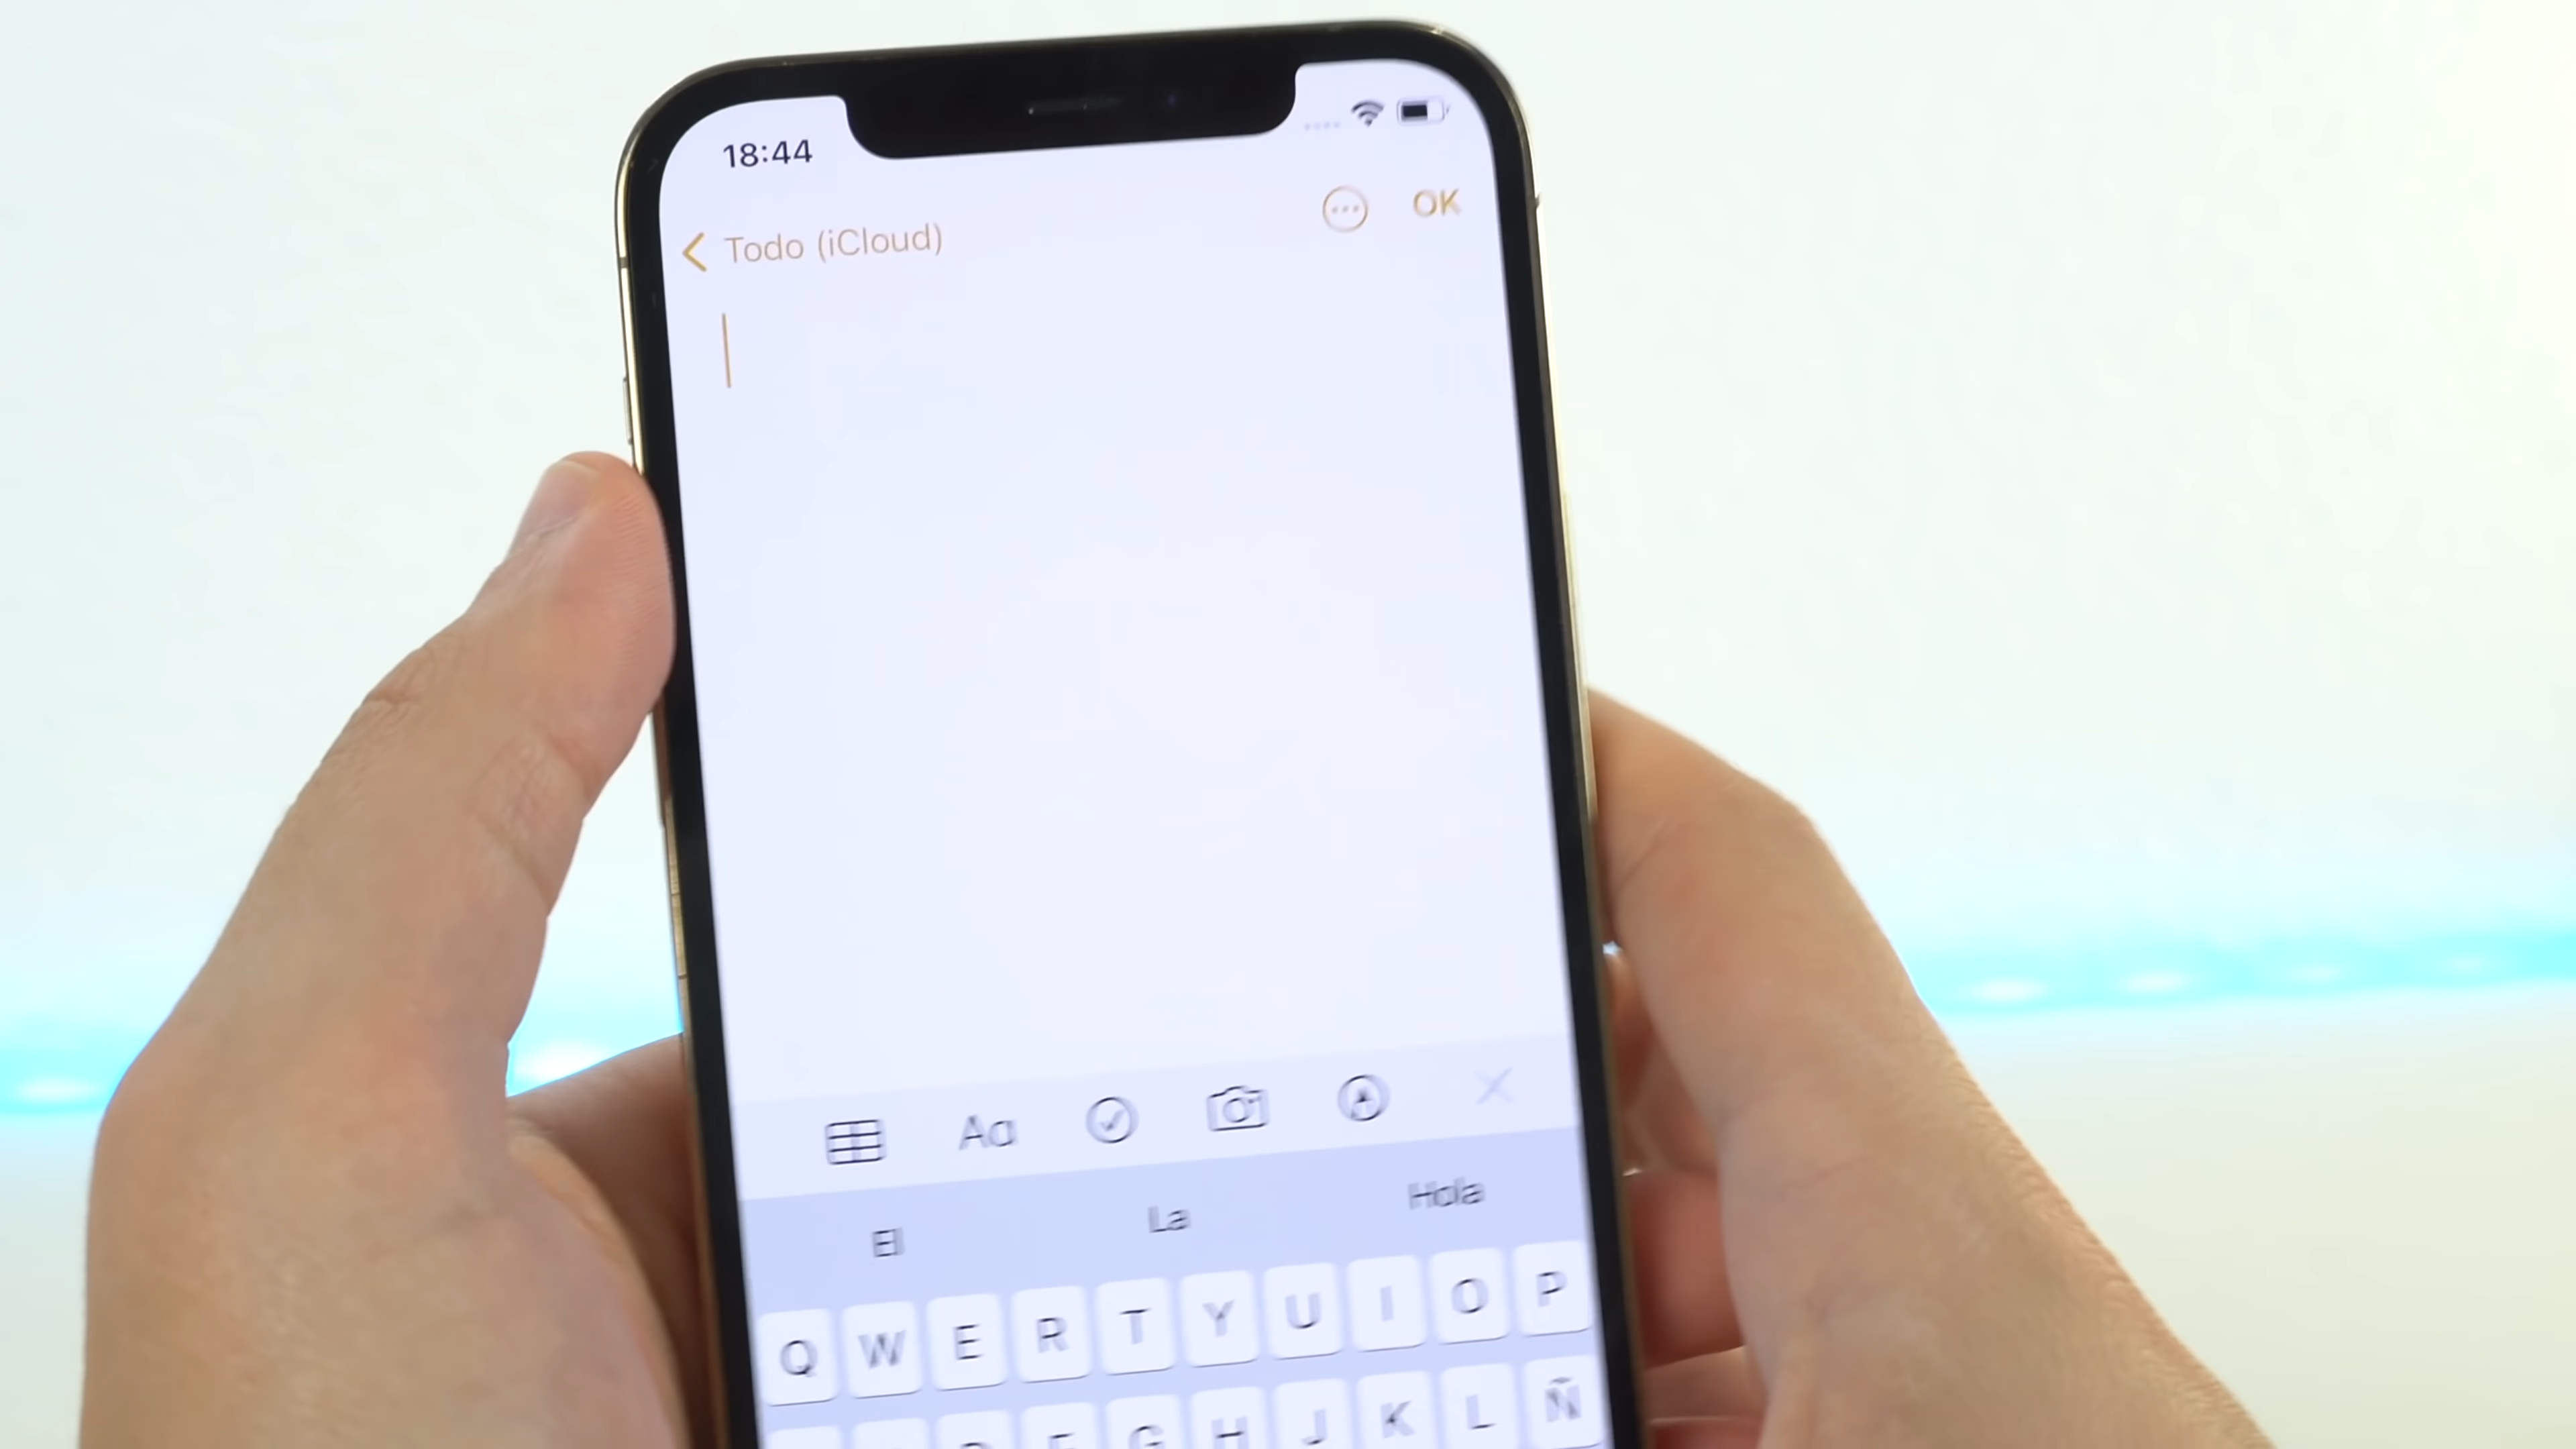 18:44
OK
Todo (iCloud)
Aa
El La Hola
Q W E R T Y U I O P
G H J K L Ñ